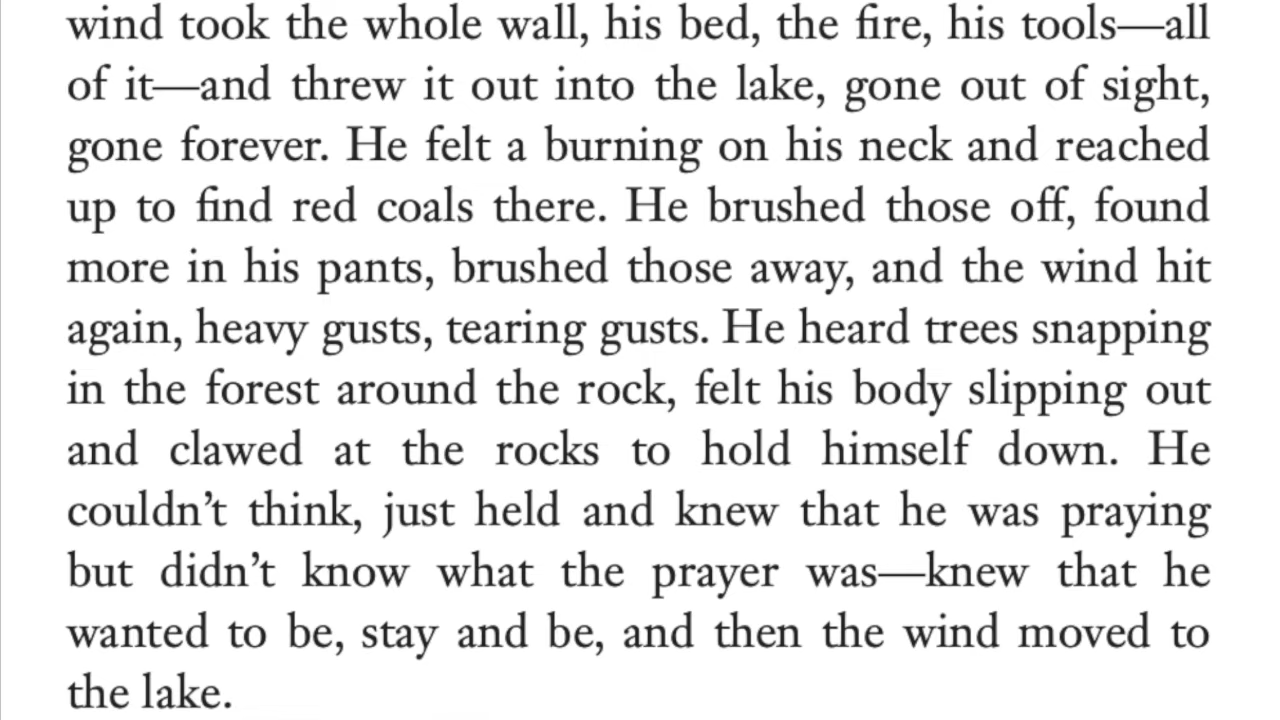 wind took the whole wall, his bed, the fire, his tools—all
of it—and threw it out into the lake, gone out of sight,
gone forever. He felt a burning on his neck and reached
up to find red coals there. He brushed those off, found
more in his pants, brushed those away, and the wind hit
again, heavy gusts, tearing gusts. He heard trees snapping
in the forest around the rock, felt his body slipping out
and clawed at the rocks to hold himself down. He
couldn’t think, just held and knew that he was praying
but didn’t know what the prayer was—knew that he
wanted to be, stay and be, and then the wind moved to
the lake.